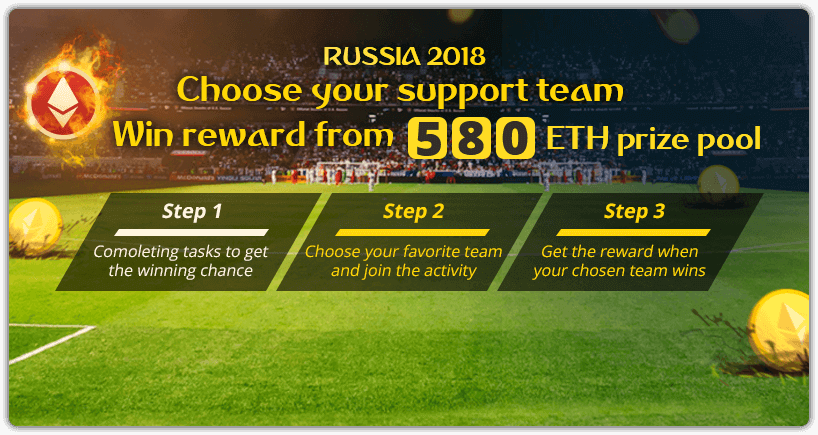 RUSSIA 2018
Choose your support team
Win reward from 580 ETH prize pool
Step 1
Comoleting tasks to get
the winning chance
Step 2
Choose your favorite team
and join the activity
Step 3
Get the reward when
your chosen team wins